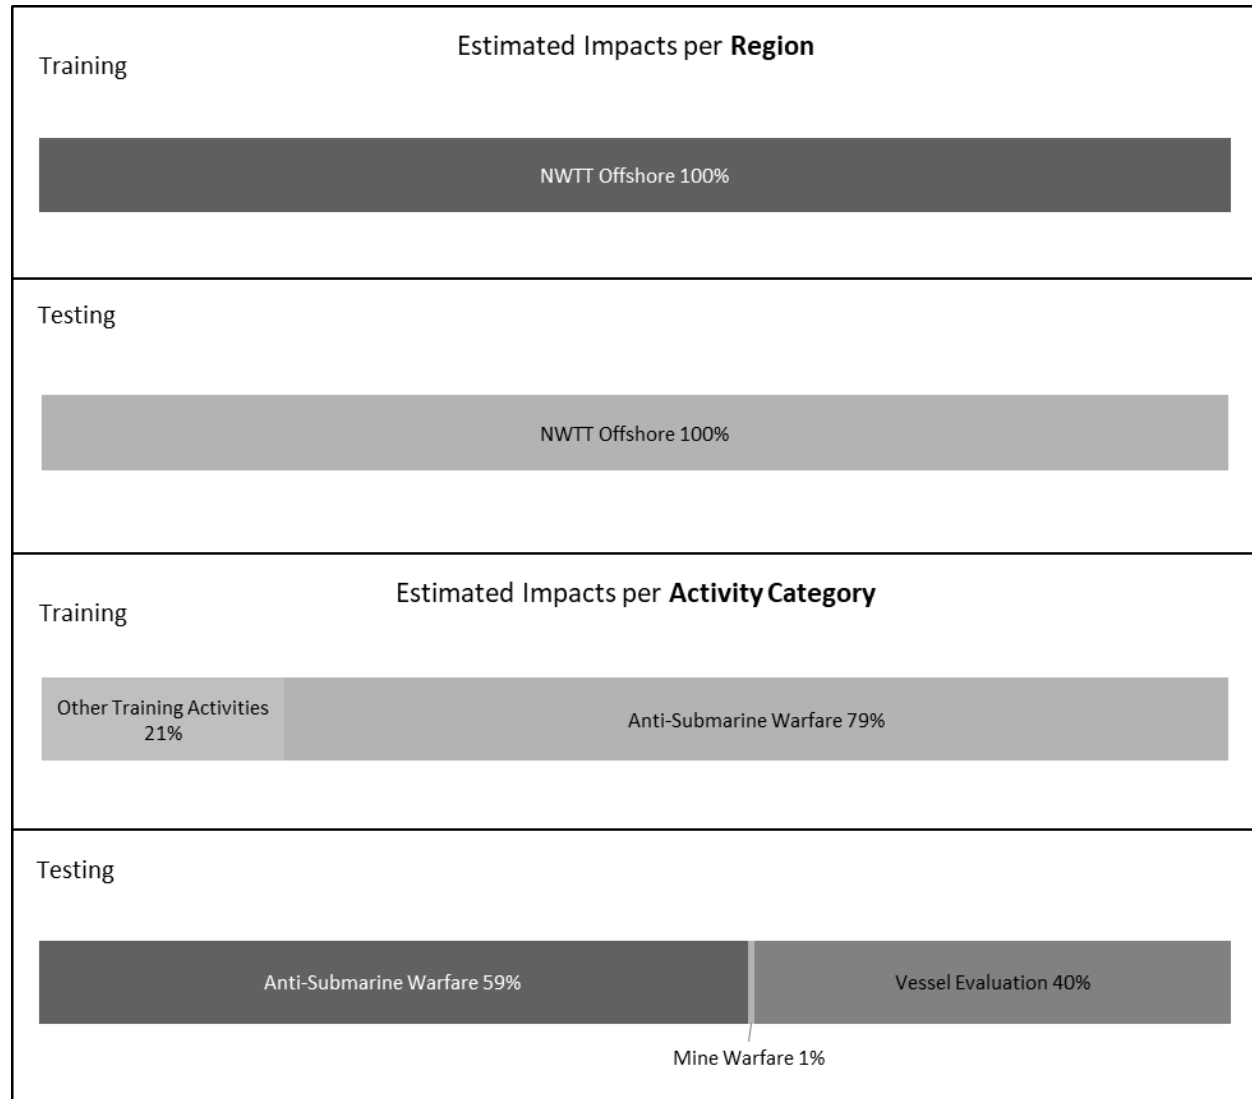 Estimated Impacts per Region
Training
NWTT Offshore 100%
Testing
NWTT Offshore 100%
Estimated Impacts per Activity Category
Training
Other Training Activities
21%
Anti-Submarine Warfare 79%
Testing
Anti-Submarine Warfare 59%
Vessel Evaluation 40%
Mine Warfare 1%